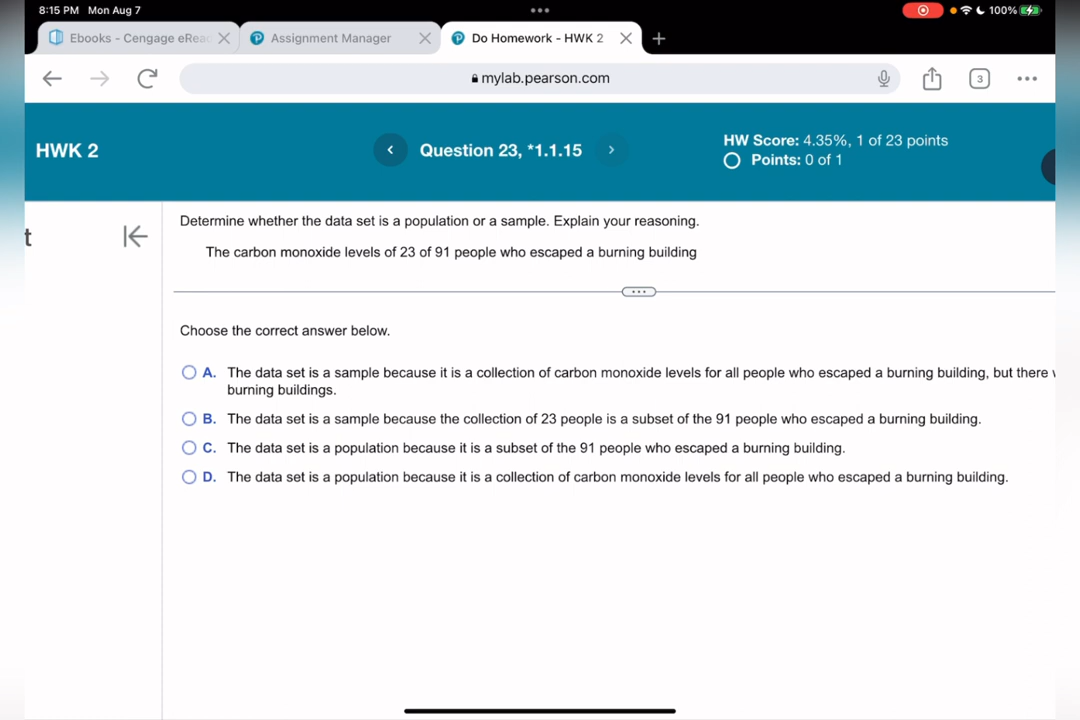 8:15 PM Mon Aug 7
100%
Ebooks - Cengage eRea
Assignment Manager
Do Homework - HWK 2
mylab.pearson.com
3
HWK 2
Question 23, *1.1.15
HW Score: 4.35%, 1 of 23 points
Points: 0 of 1
t
Determine whether the data set is a population or a sample. Explain your reasoning.
The carbon monoxide levels of 23 of 91 people who escaped a burning building
Choose the correct answer below.
A. The data set is a sample because it is a collection of carbon monoxide levels for all people who escaped a burning building, but there
burning buildings.
B. The data set is a sample because the collection of 23 people is a subset of the 91 people who escaped a burning building.
C. The data set is a population because it is a subset of the 91 people who escaped a burning building.
D. The data set is a population because it is a collection of carbon monoxide levels for all people who escaped a burning building.